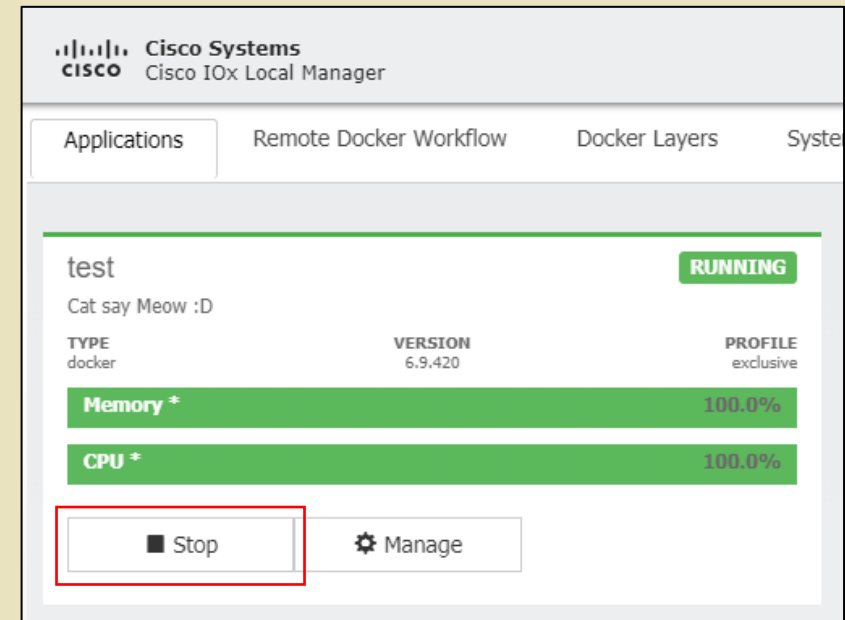 Cisco Systems
CISCO Cisco IOx Local Manager
Applications Remote Docker Workflow Docker Layers Syste
test RUNNING
Cat say Meow :D
TYPE VERSION PROFILE
docker 6.9.420 exclusive
Memory * 100.0%
CPU * 100.0%
Stop Manage